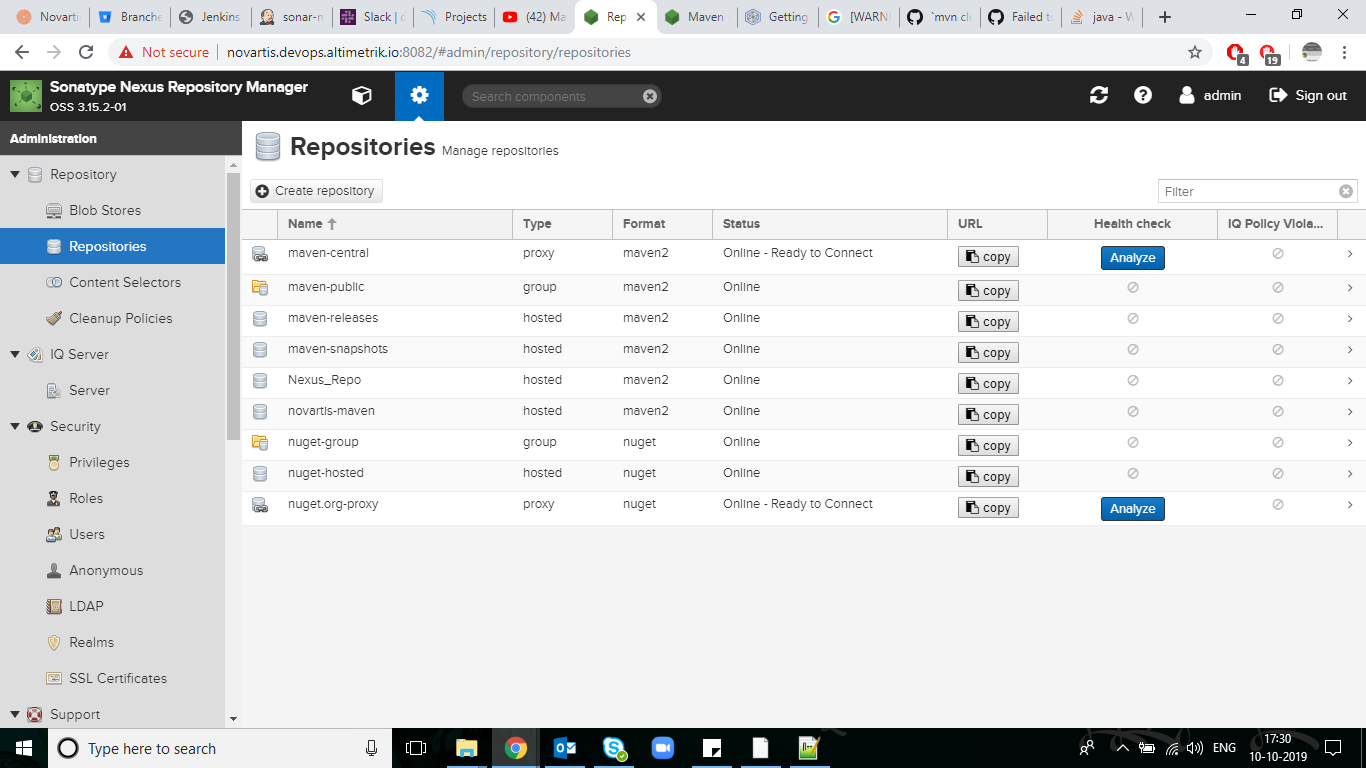 Novarti
Branche
Jenkins
sonar-n
Slack | c
Projects
(42) Ma
Rep
Maven
Getting
[WARNI
`mvn cle
Failed t
java - W
Not secure
novartis.devops.altimetrik.io:8082/#admin/repository/repositories
4
19
Sonatype Nexus Repository Manager
OSS 3.15.2-01
Search components
admin
Sign out
Administration
Repository
Blob Stores
Repositories
Content Selectors
Cleanup Policies
IQ Server
Server
Security
Privileges
Roles
Users
Anonymous
LDAP
Realms
SSL Certificates
Support
Repositories Manage repositories
Create repository
Filter
Name Type Format Status URL Health check IQ Policy Viola...
maven-central proxy maven2 Online - Ready to Connect copy Analyze
maven-public group maven2 Online copy
maven-releases hosted maven2 Online copy
maven-snapshots hosted maven2 Online copy
Nexus_Repo hosted maven2 Online copy
novartis-maven hosted maven2 Online copy
nuget-group group nuget Online copy
nuget-hosted hosted nuget Online copy
nuget.org-proxy proxy nuget Online - Ready to Connect copy Analyze
Type here to search
ENG
17:30
10-10-2019